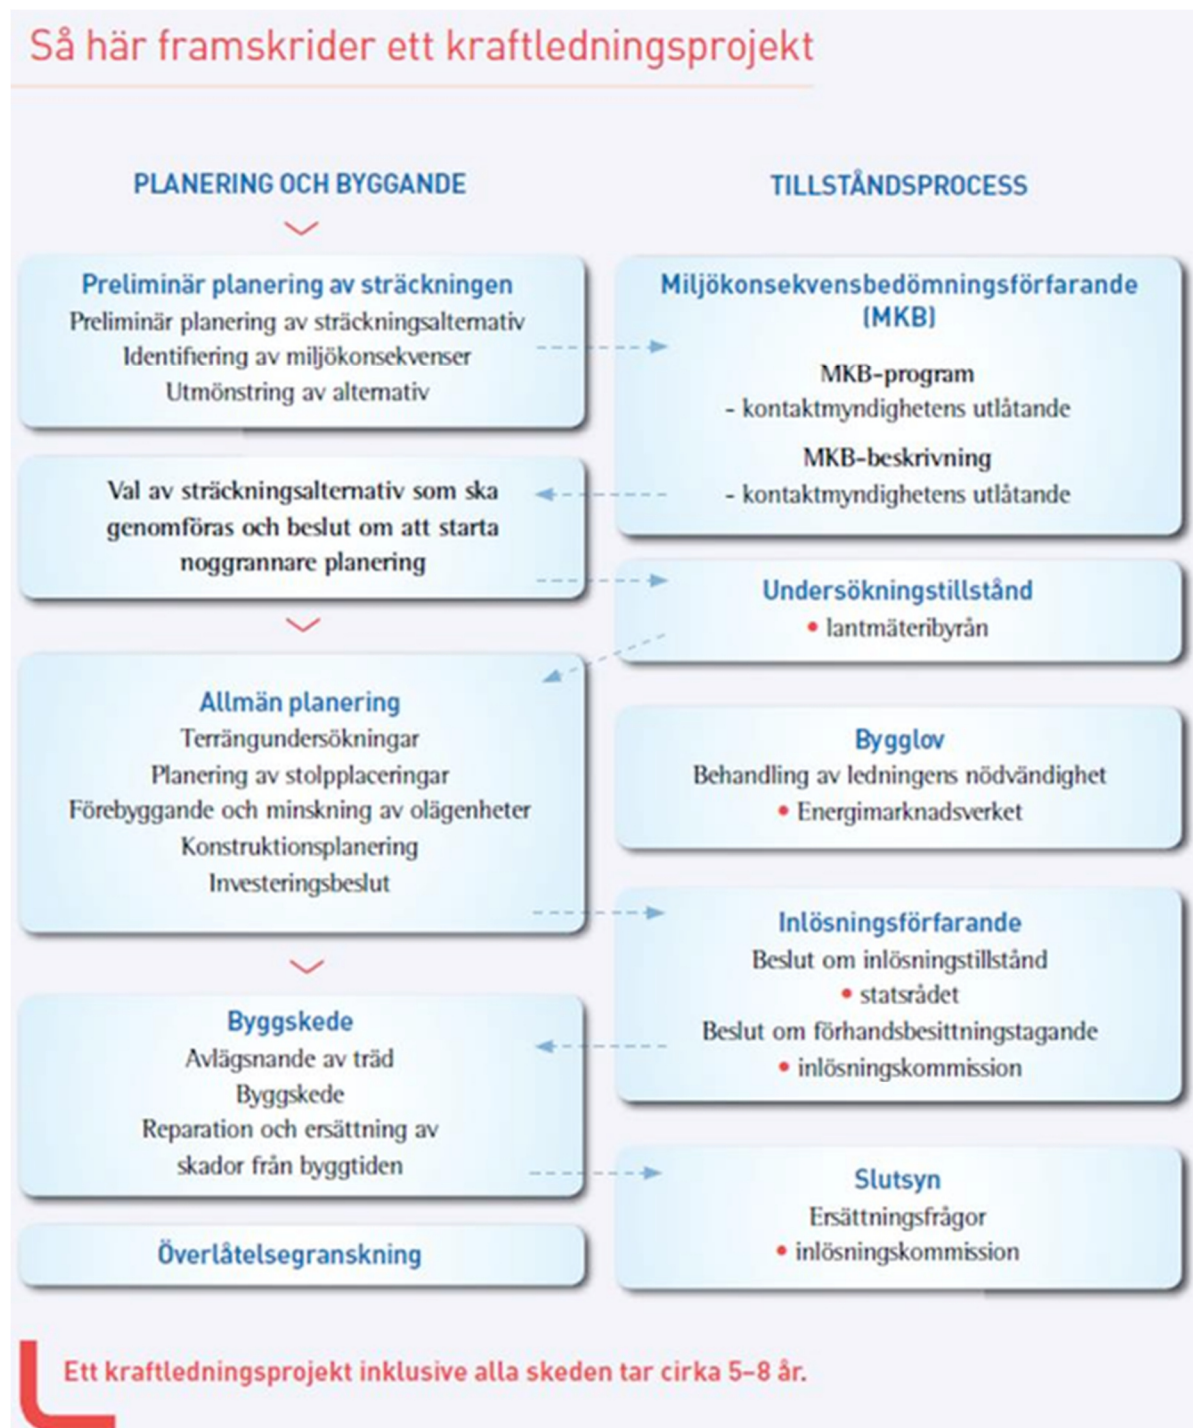 Så här framskrider ett kraftledningsprojekt
PLANERING OCH BYGGANDE
Preliminär planering av sträckningen
Preliminär planering av sträckningsalternativ
Identifiering av miljökonsekvenser
Utmönstring av alternativ
Val av sträckningsalternativ som ska
genomföras och beslut om att starta
noggrannare planering
Allmän planering
Terrängundersökningar
Planering av stolpplaceringar
Förebyggande och minskning av olägenheter
Konstruktionsplanering
Investeringsbeslut
Byggskede
Avlägsnande av träd
Byggskede
Reparation och ersättning av
skador från byggtiden
Överlåtelsegranskning
TILLSTÅNDSPROCESS
Miljökonsekvensbedömningsförfarande
(MKB)
MKB-program
- kontaktmyndighetens utlåtande
MKB-beskrivning
- kontaktmyndighetens utlåtande
Undersökningstillstånd
• lantmäteribyrån
Bygglov
Behandling av ledningens nödvändighet
• Energimarknadsverket
Inlösningsförfarande
Beslut om inlösningstillstånd
• statsrådet
Beslut om förhandsbesittningstagande
• inlösningskommission
Slutsyn
Ersättningsfrågor
• inlösningskommission
Ett kraftledningsprojekt inklusive alla skeden tar cirka 5–8 år.